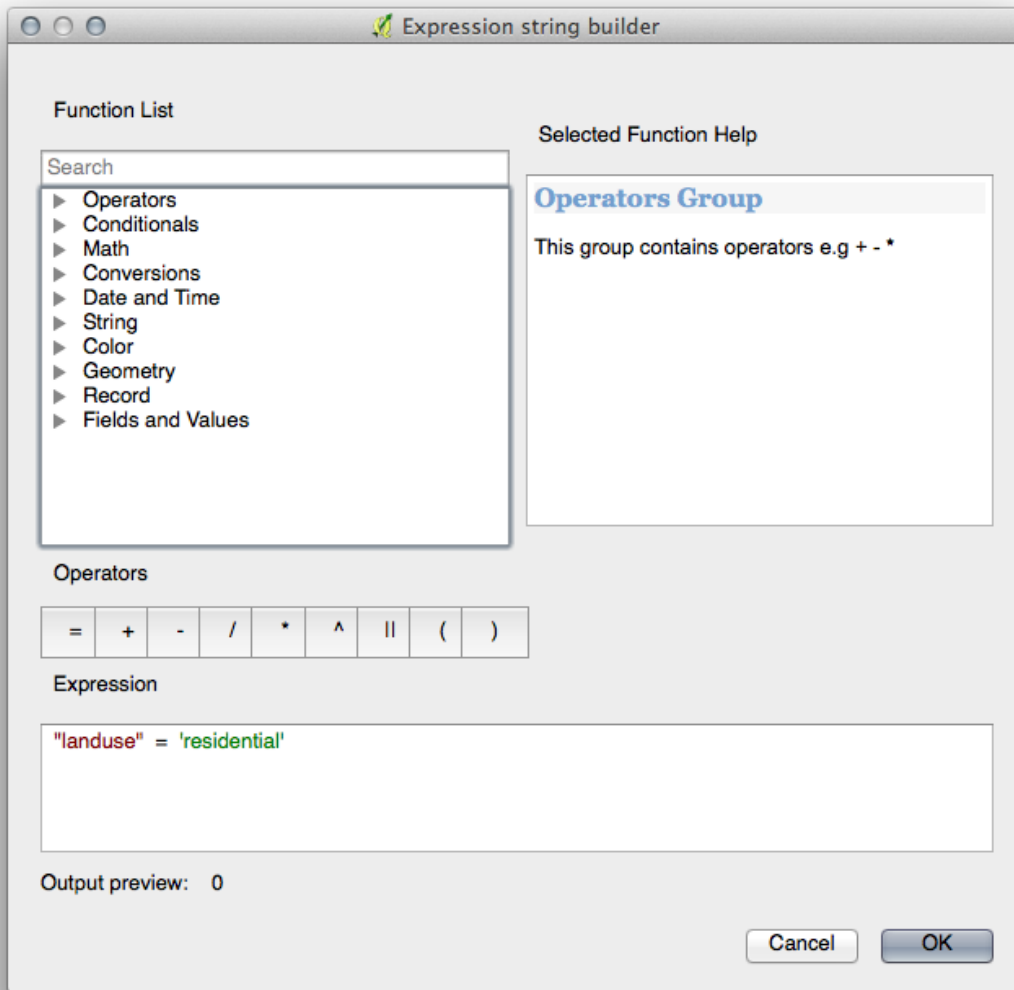 Expression string builder
Function List
Selected Function Help
Search
Operators
Conditionals
Math
Conversions
Date and Time
String
Color
Geometry
Record
Fields and Values
Operators Group
This group contains operators e.g + - *
Operators
= + - / * ^ || ( )
Expression
"landuse" = 'residential'
Output preview: 0
Cancel OK